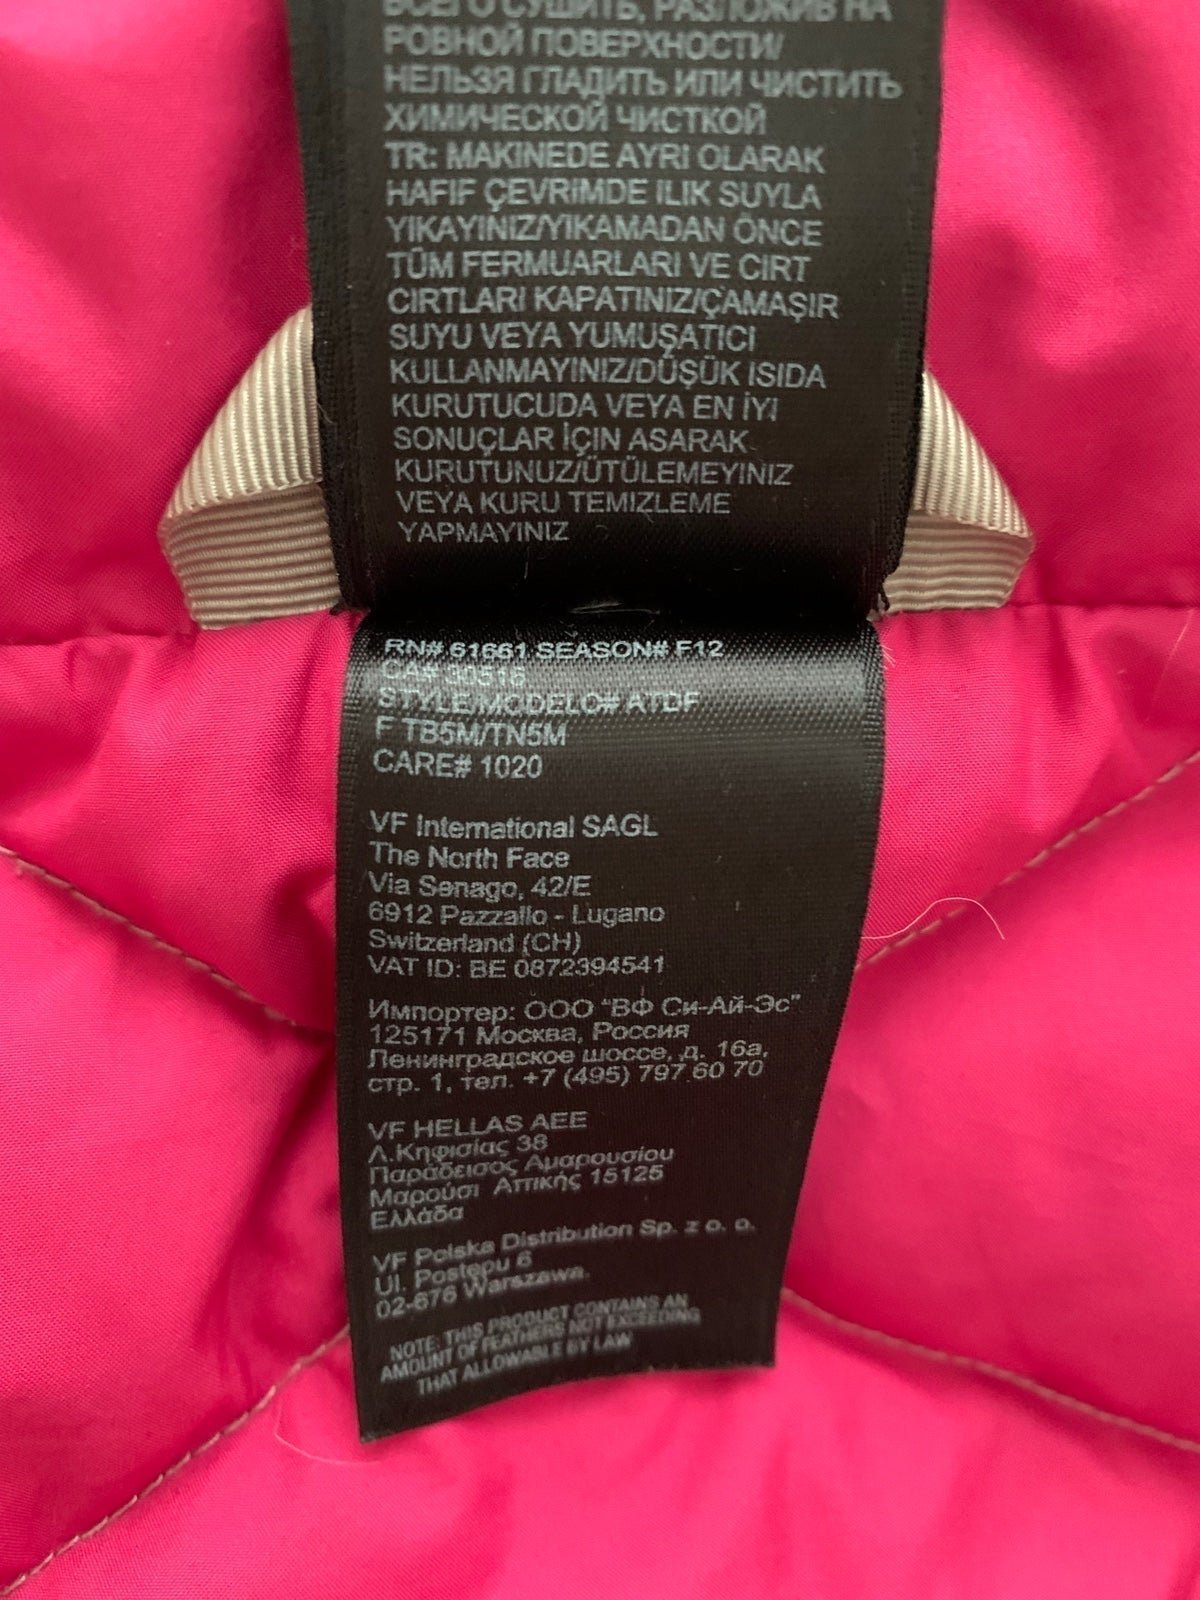 ВСЕГО СУШИТЬ, РАЗЛОЖИВ НА
РОВНОЙ ПОВЕРХНОСТИ/
НЕЛЬЗЯ ГЛАДИТЬ ИЛИ ЧИСТИТЬ
ХИМИЧЕСКОЙ ЧИСТКОЙ
TR: MAKINEDE AYRI OLARAK
HAFIF ÇEVRİMDE ILIK SUYLA
YIKAYINIZ/YIKAMADAN ÖNCE
TÜM FERMUARLARI VE CIRT
CIRTLARI KAPATINIZ/ÇAMAŞIR
SUYU VEYA YUMUŞATICI
KULLANMAYINIZ/DÜŞÜK ISIDA
KURUTUCUDA VEYA EN İYİ
SONUÇLAR İÇİN ASARAK
KURUTUNUZ/ÜTÜLEMEYINIZ
VEYA KURU TEMIZLEME
YAPMAYINIZ
RN# 61661 SEASON# F12
CA# 30516
STYLE/MODELO# ATDF
F TB5M/TN5M
CARE# 1020
VF International SAGL
The North Face
Via Senago, 42/E
6912 Pazzallo - Lugano
Switzerland (CH)
VAT ID: BE 0872394541
Импортер: ООО "ВФ Си-Ай-Эс"
125171 Москва, Россия
Ленинградское шоссе, д. 16а,
стр. 1, тел. +7 (495) 797 60 70
VF HELLAS AEE
Λ.Κηφισίας 38
Παράδεισος Αμαρουσίου
Μαρούσι Αττικής 15125
Ελλάδα
VF Polska Distribution Sp. z o. o.
Ul. Postępu 6
02-676 Warszawa.
NOTE: THIS PRODUCT CONTAINS AN
AMOUNT OF FEATHERS NOT EXCEEDING
THAT ALLOWABLE BY LAW